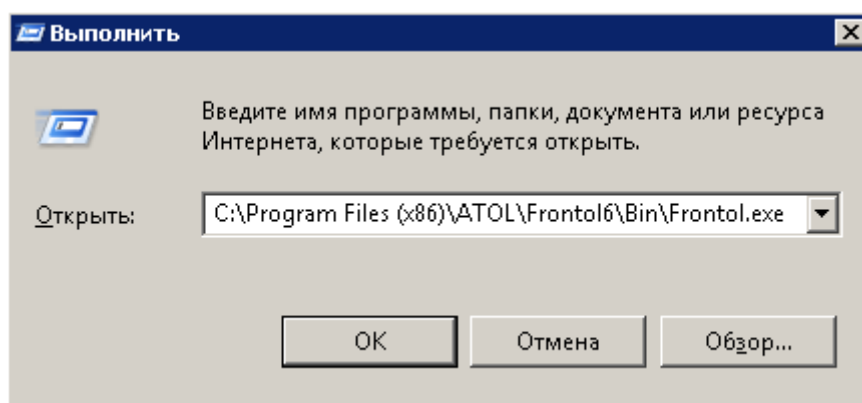 Выполнить
Введите имя программы, папки, документа или ресурса
Интернета, которые требуется открыть.
Открыть: C:\Program Files (x86)\ATOL\Frontol6\Bin\Frontol.exe
OK Отмена Обзор...